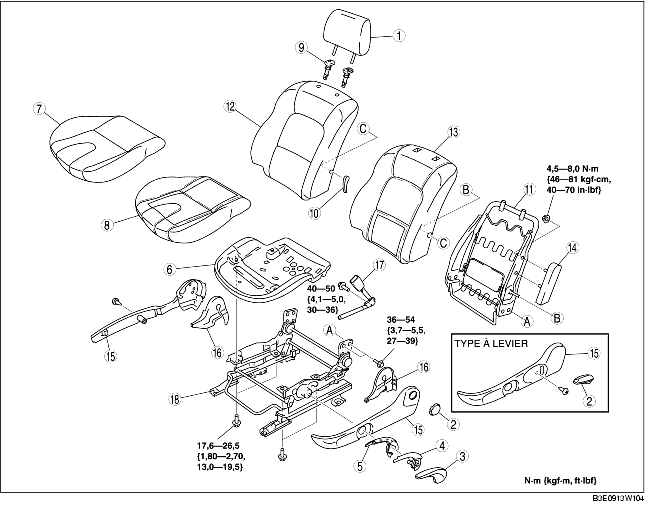 1
9
7
12
C
13
4,5—8,0 N·m
{46—81 kgf-cm,
40—70 in·lbf}
B
11
8
10
14
C
6
17
40—50
{4,1—5,0,
30—36}
A
B
A
36—54
{3,7—5,5,
27—39}
TYPE À LEVIER
15
15
16
16
18
2
2
15
17,6—26,5
{1,80—2,70,
13,0—19,5}
5
4
3
N·m {kgf-m, ft·lbf}
B3E0913W104